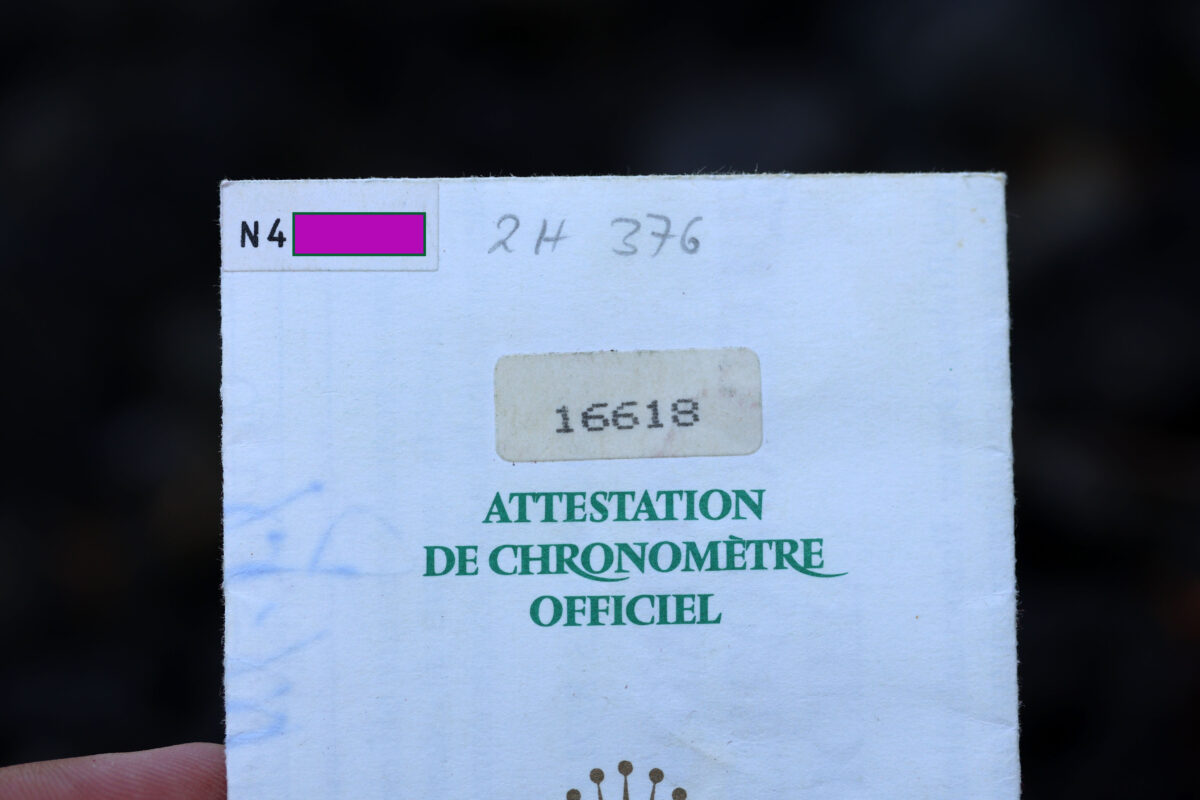 N4
2H 376
16618
ATTESTATION
DE CHRONOMÈTRE
OFFICIEL